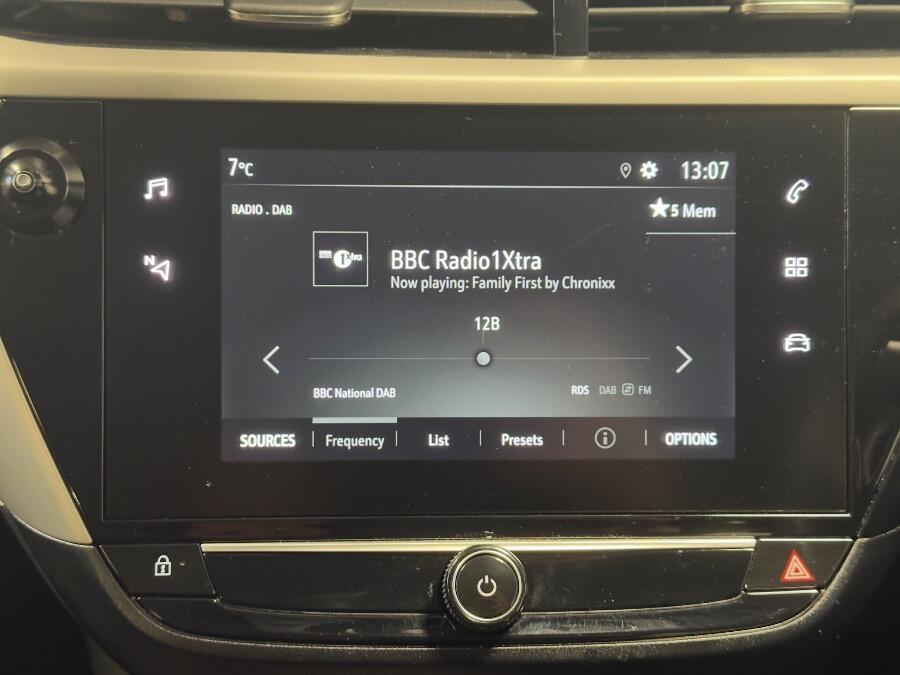 7°C
13:07
RADIO . DAB
★5 Mem
1Xtra
BBC Radio1Xtra
Now playing: Family First by Chronixx
12B
BBC National DAB
RDS DAB FM
SOURCES Frequency List Presets OPTIONS
N